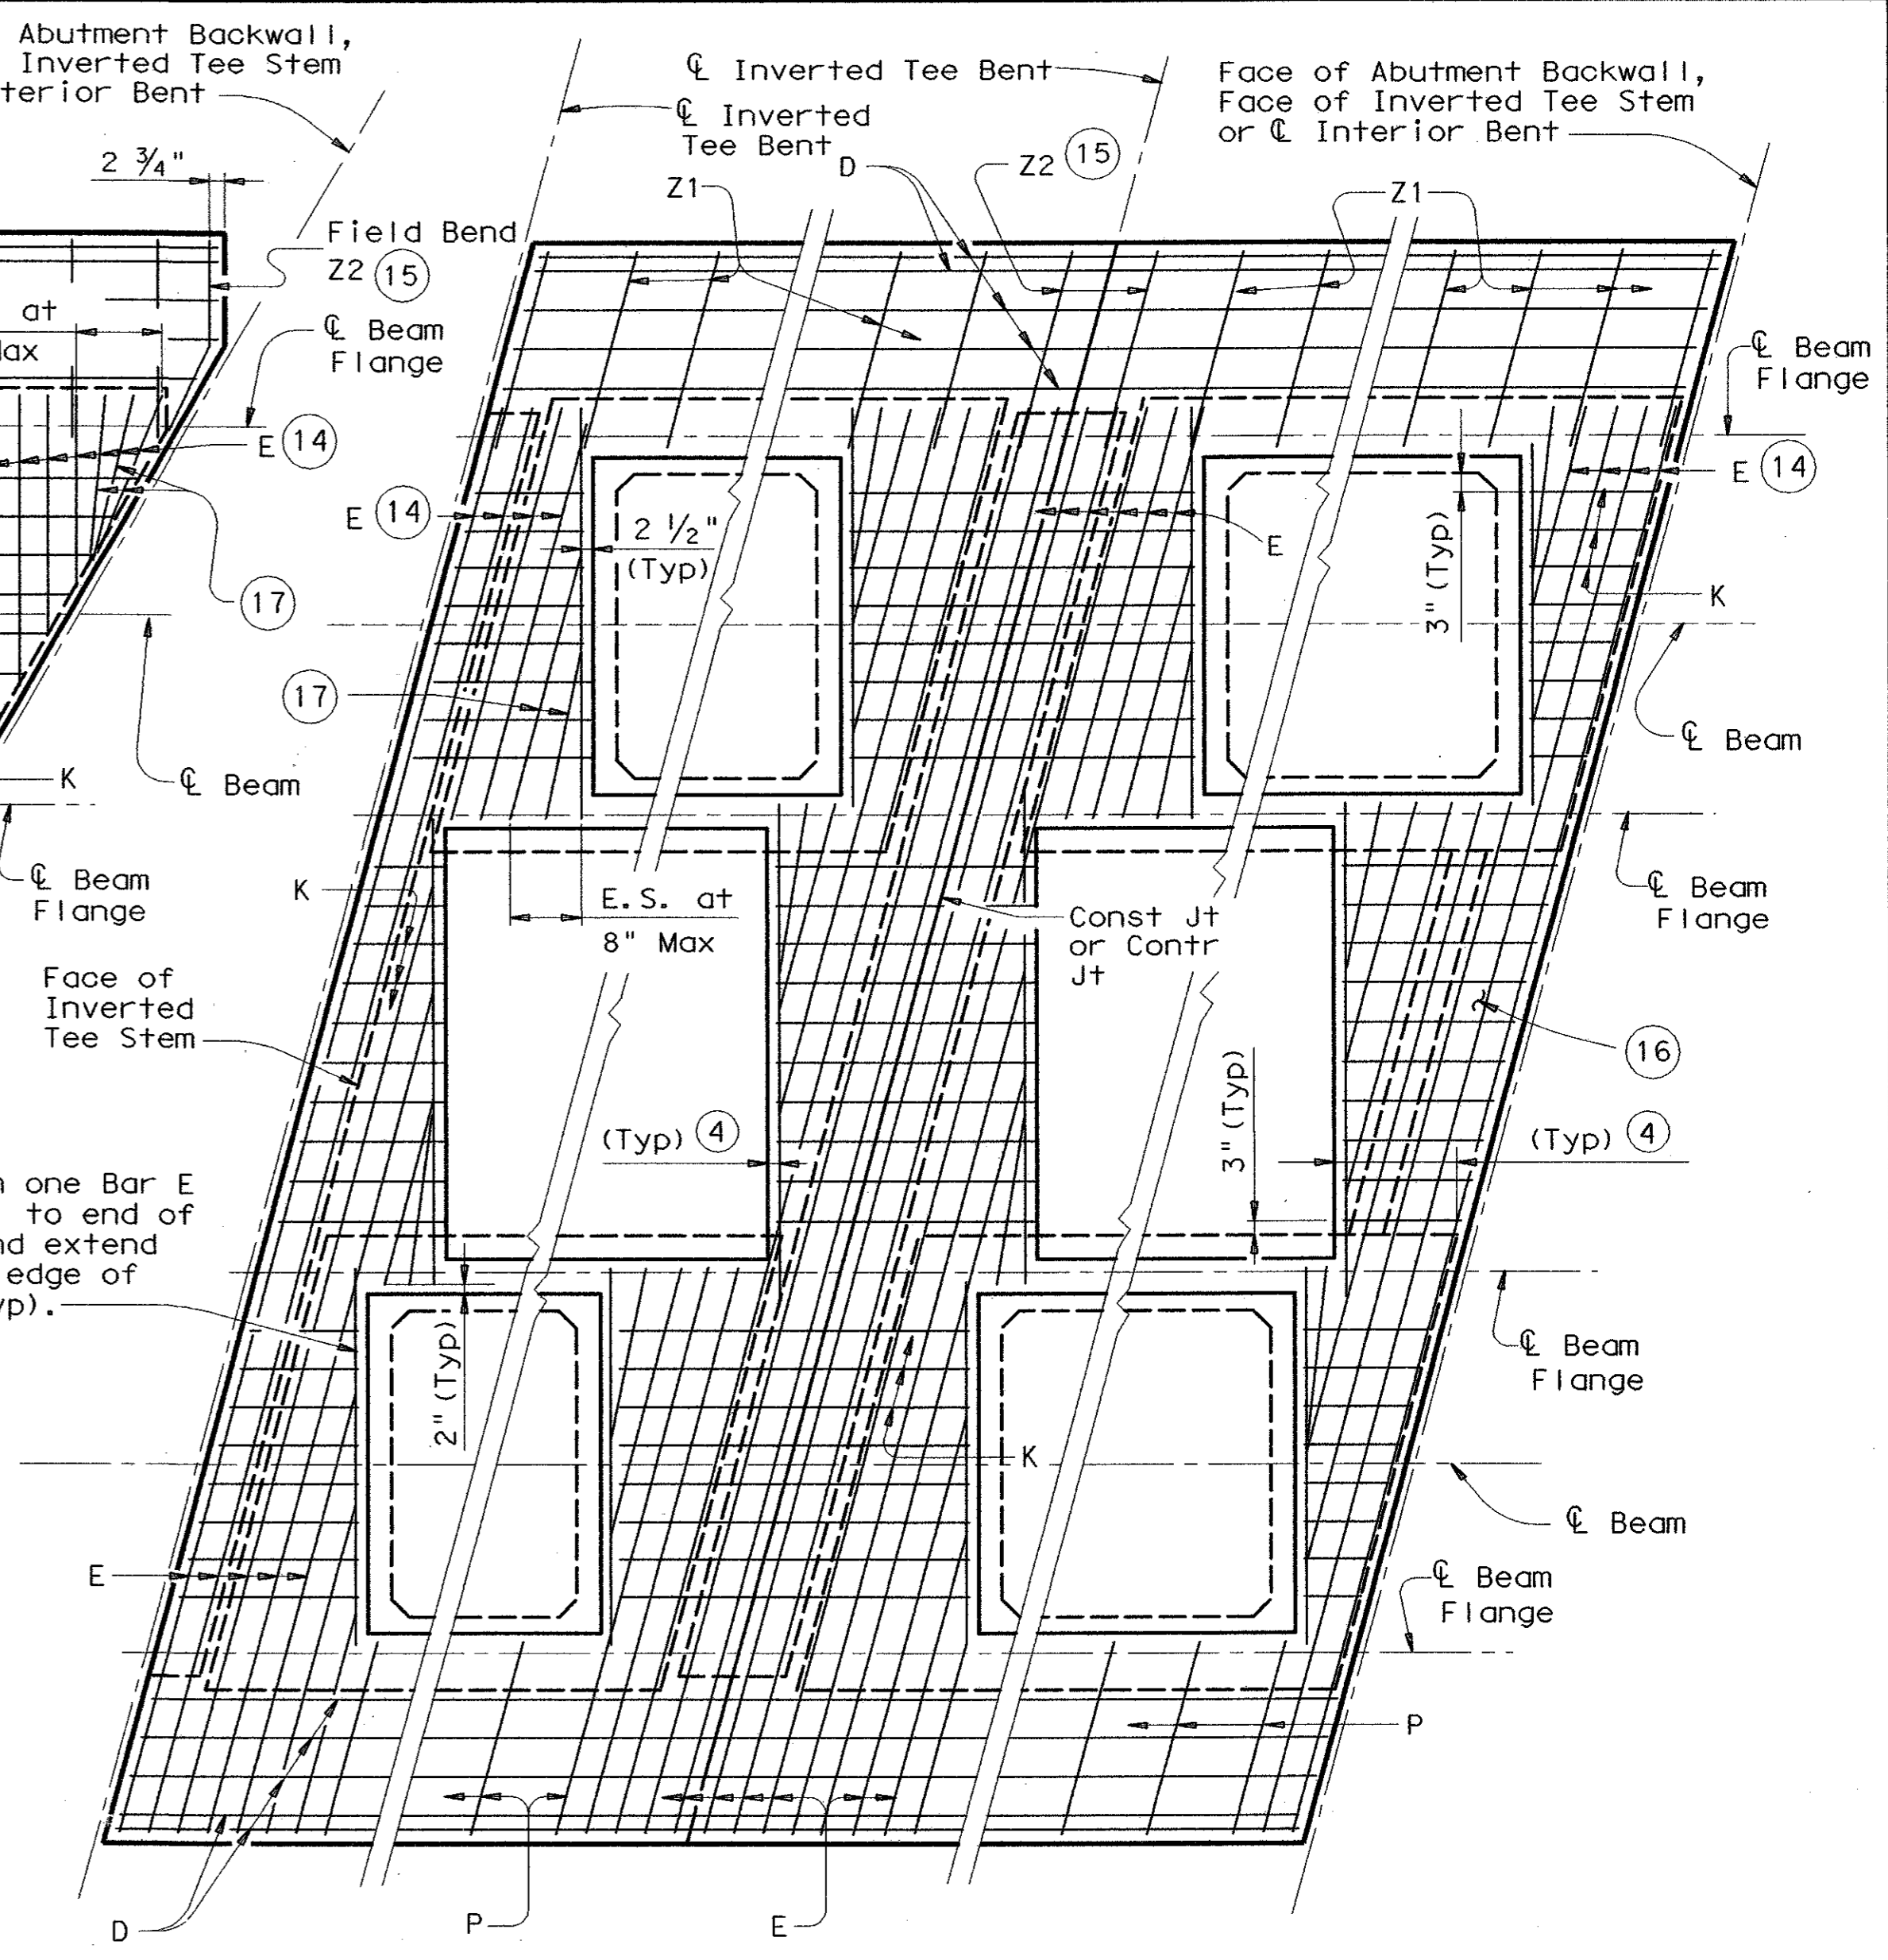 Abutment Backwall,
Inverted Tee Stem
terior Bent
2 3/4"
Field Bend
Z2 15
at
ax
℄ Beam
Flange
E 14
17
K
℄ Beam
℄ Beam
Flange
℄ Inverted Tee Bent
℄ Inverted
Tee Bent
D
Z2 15
Z1
Face of Abutment Backwall,
Face of Inverted Tee Stem
or ℄ Interior Bent
Z1
℄ Beam
Flange
E 14
E 14
2 1/2"
(Typ)
E
3" (Typ)
K
17
℄ Beam
K
E.S. at
8" Max
Const Jt
or Contr
Jt
℄ Beam
Flange
Face of
Inverted
Tee Stem
16
(Typ) 4
3" (Typ)
(Typ) 4
one Bar E
to end of
nd extend
edge of
yp).
2" (Typ)
℄ Beam
Flange
K
℄ Beam
E
℄ Beam
Flange
P
D
P
E